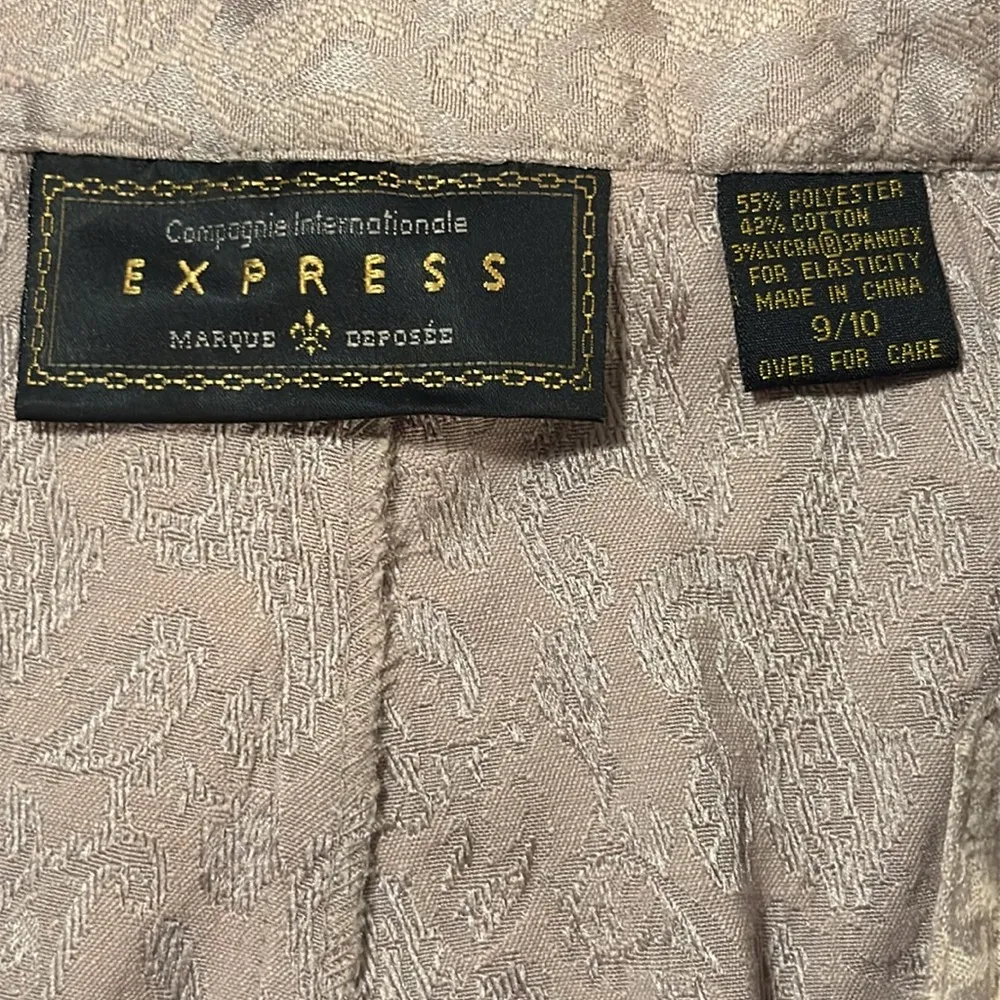 Compagnie Internationale
EXPRESS
MARQUE DEPOSÉE
55% POLYESTER
42% COTTON
3%LYCRA®SPANDEX
FOR ELASTICITY
MADE IN CHINA
9/10
OVER FOR CARE